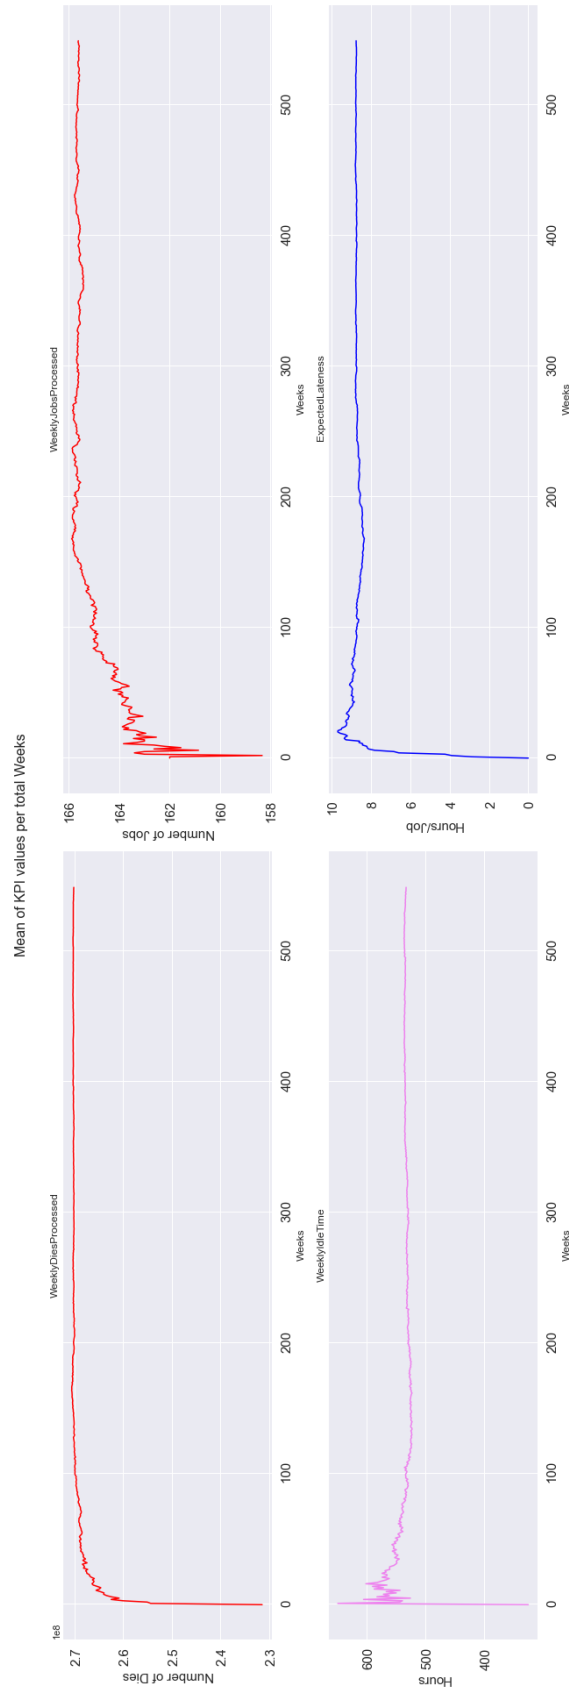 Mean of KPI values per total Weeks
WeeklyDiesProcessed
1e8
2.7
2.6
2.5
2.4
2.3
Number of Dies
0 100 200 300 400 500
Weeks
WeeklyJobsProcessed
166
164
162
160
158
Number of Jobs
0 100 200 300 400 500
Weeks
WeeklyIdleTime
600
500
400
Hours
0 100 200 300 400 500
Weeks
ExpectedLateness
10
8
6
4
2
0
Hours/Job
0 100 200 300 400 500
Weeks